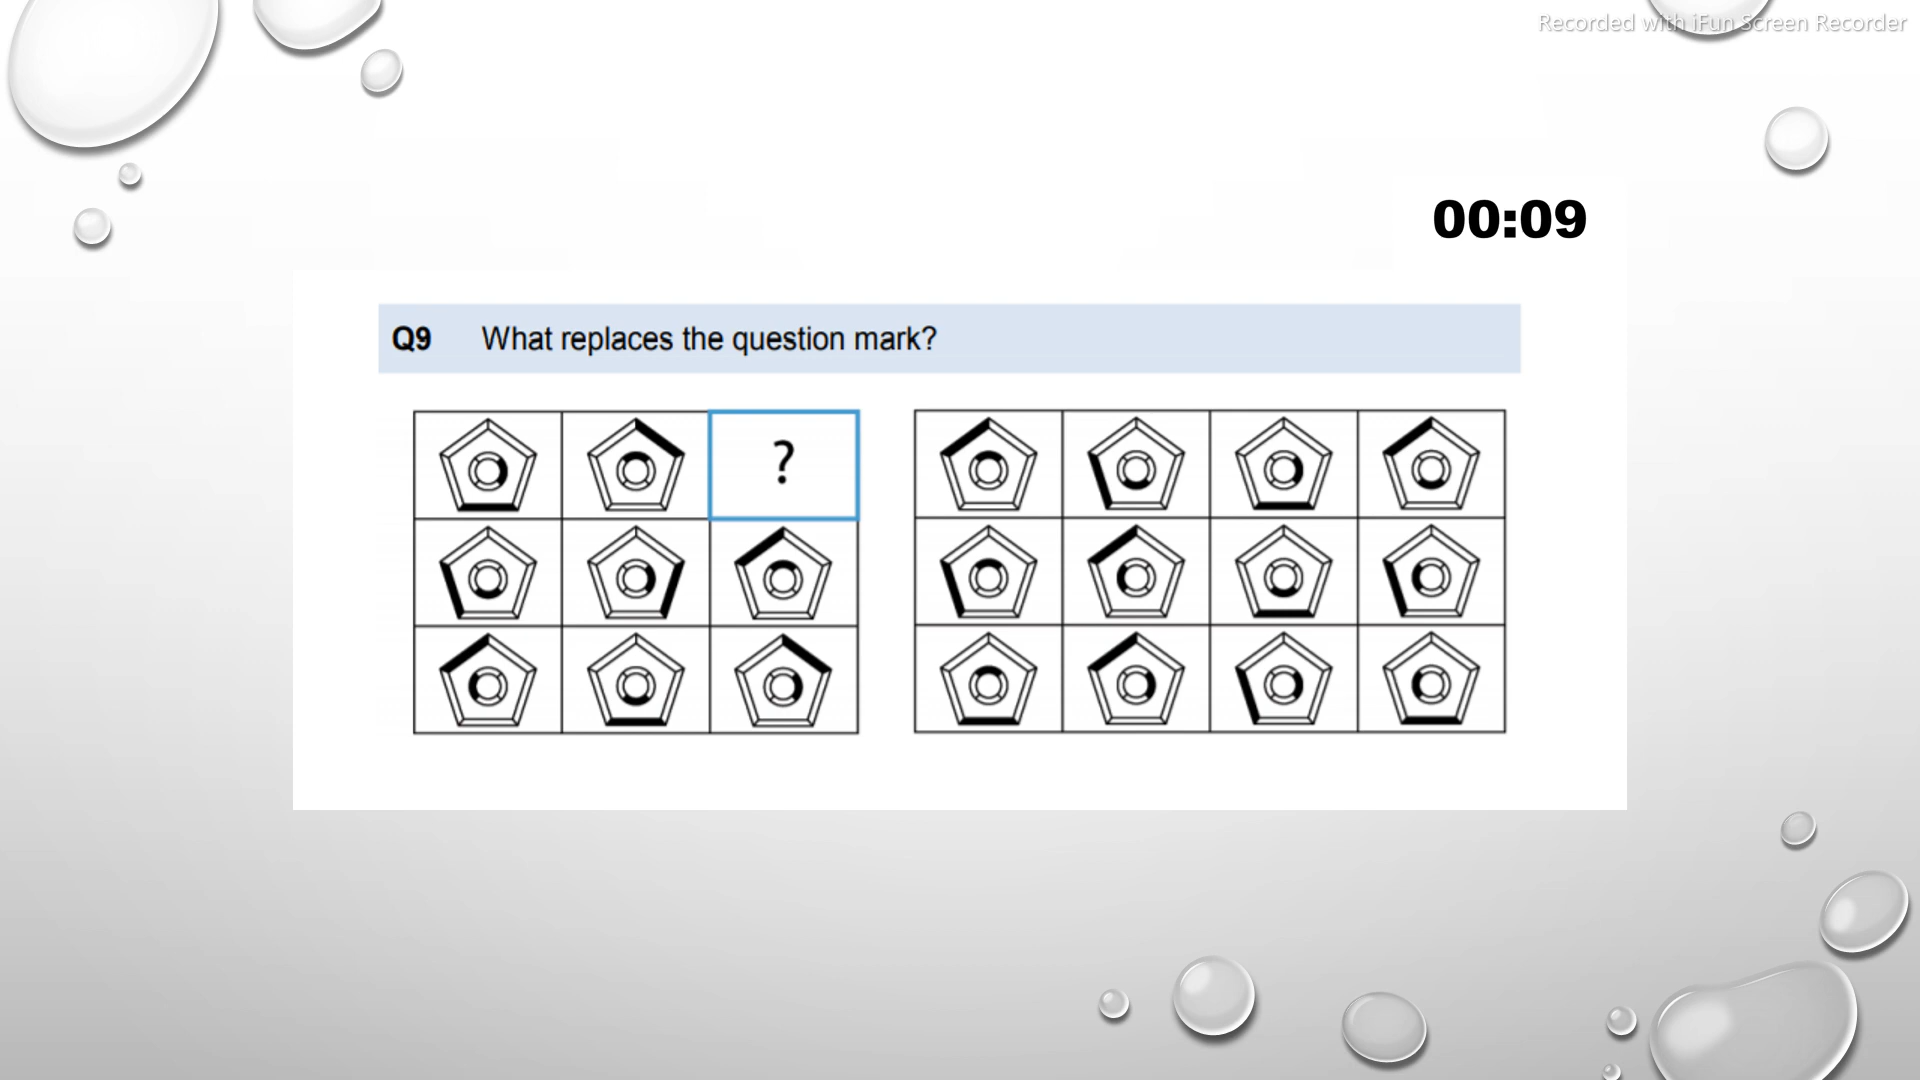 Recorded with iFun Screen Recorder
00:09
Q9 What replaces the question mark?
?